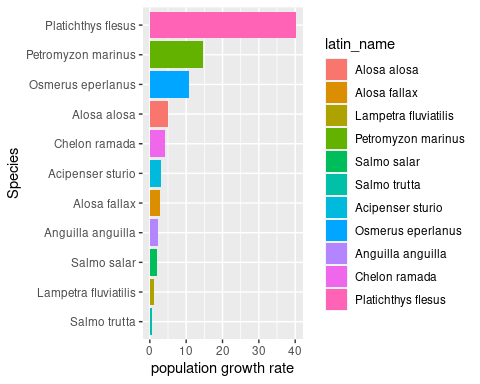 Species
Platichthys flesus
Petromyzon marinus
Osmerus eperlanus
Alosa alosa
Chelon ramada
Acipenser sturio
Alosa fallax
Anguilla anguilla
Salmo salar
Lampetra fluviatilis
Salmo trutta
0 10 20 30 40
population growth rate
latin_name
Alosa alosa
Alosa fallax
Lampetra fluviatilis
Petromyzon marinus
Salmo salar
Salmo trutta
Acipenser sturio
Osmerus eperlanus
Anguilla anguilla
Chelon ramada
Platichthys flesus